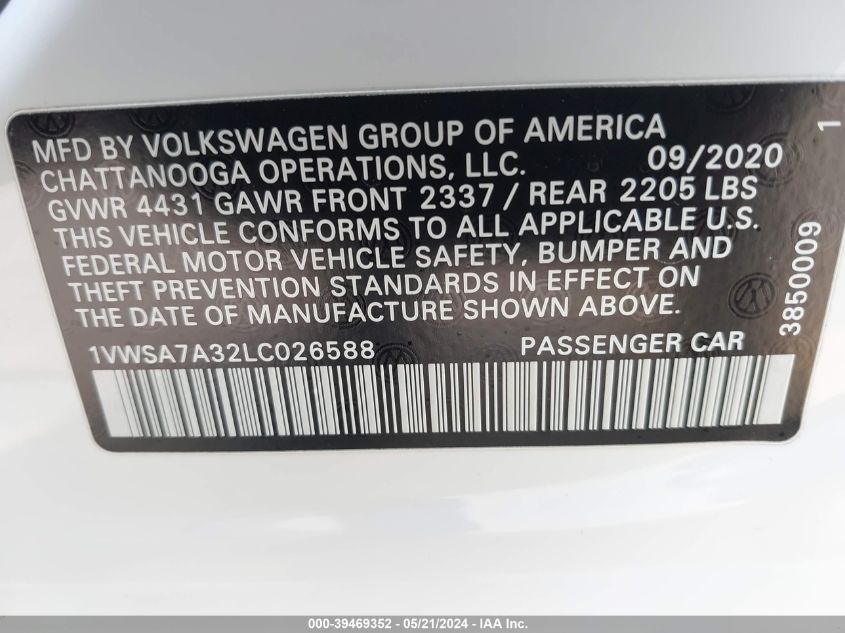 MFD BY VOLKSWAGEN GROUP OF AMERICA
CHATTANOOGA OPERATIONS, LLC. 09/2020
GVWR 4431 GAWR FRONT 2337 / REAR 2205 LBS
THIS VEHICLE CONFORMS TO ALL APPLICABLE U.S.
FEDERAL MOTOR VEHICLE SAFETY, BUMPER AND
THEFT PREVENTION STANDARDS IN EFFECT ON
THE DATE OF MANUFACTURE SHOWN ABOVE.
1VWSA7A32LC026588 PASSENGER CAR
3850009 1
000-39469352 / 05/21/2024 - IAA Inc.